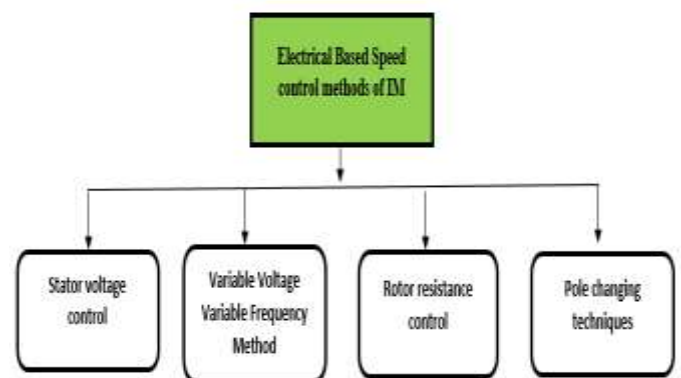 Electrical Based Speed
control methods of IM
Stator voltage
control
Variable Voltage
Variable Frequency
Method
Rotor resistance
control
Pole changing
techniques